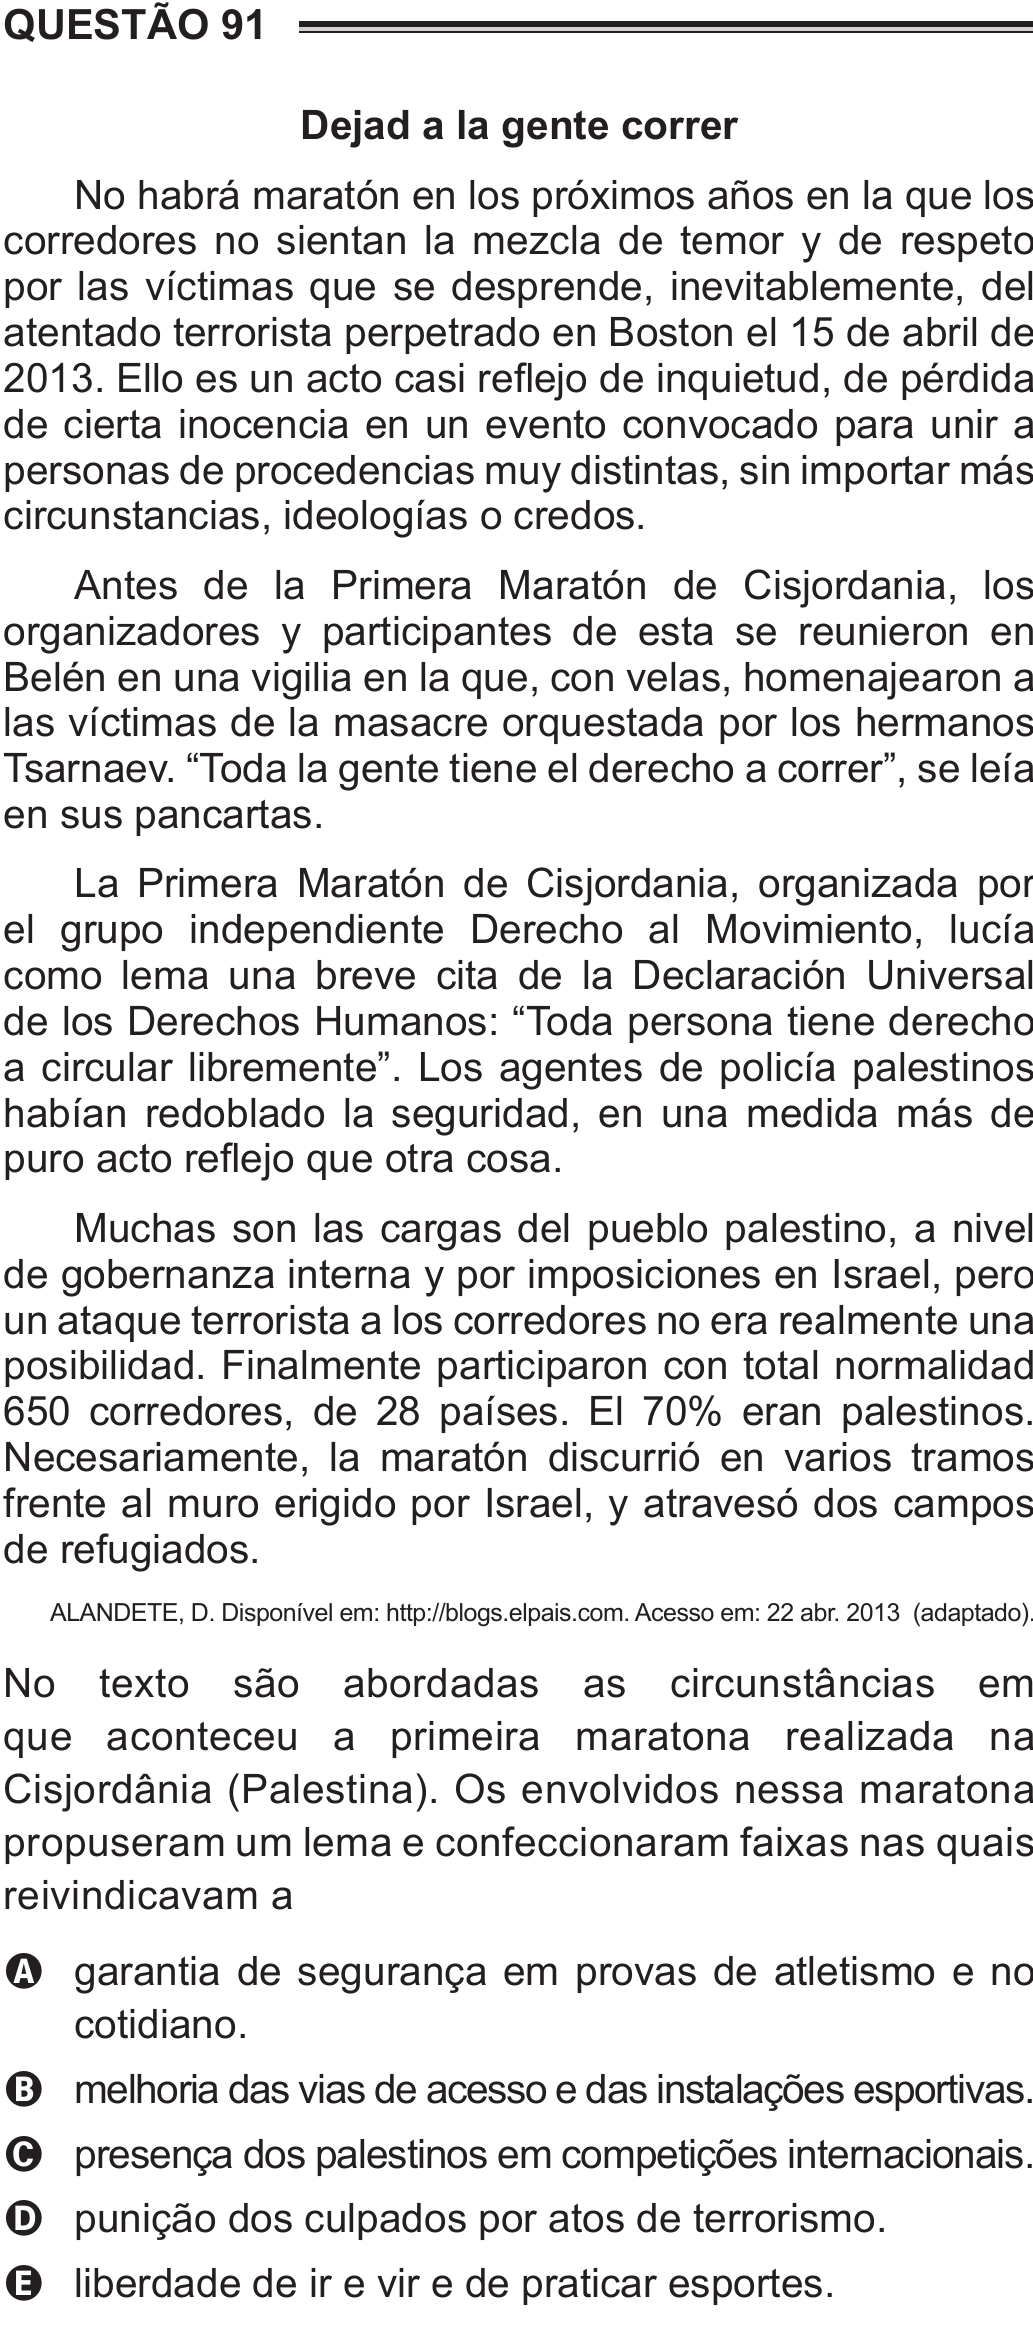 QUESTÃO 91
Dejad a la gente correr
No habrá maratón en los próximos años en la que los
corredores no sientan la mezcla de temor y de respeto
por las víctimas que se desprende, inevitablemente, del
atentado terrorista perpetrado en Boston el 15 de abril de
2013. Ello es un acto casi reflejo de inquietud, de pérdida
de cierta inocencia en un evento convocado para unir a
personas de procedencias muy distintas, sin importar más
circunstancias, ideologías o credos.
Antes de la Primera Maratón de Cisjordania, los
organizadores y participantes de esta se reunieron en
Belén en una vigilia en la que, con velas, homenajearon a
las víctimas de la masacre orquestada por los hermanos
Tsarnaev. “Toda la gente tiene el derecho a correr”, se leía
en sus pancartas.
La Primera Maratón de Cisjordania, organizada por
el grupo independiente Derecho al Movimiento, lucía
como lema una breve cita de la Declaración Universal
de los Derechos Humanos: “Toda persona tiene derecho
a circular libremente”. Los agentes de policía palestinos
habían redoblado la seguridad, en una medida más de
puro acto reflejo que otra cosa.
Muchas son las cargas del pueblo palestino, a nivel
de gobernanza interna y por imposiciones en Israel, pero
un ataque terrorista a los corredores no era realmente una
posibilidad. Finalmente participaron con total normalidad
650 corredores, de 28 países. El 70% eran palestinos.
Necesariamente, la maratón discurrió en varios tramos
frente al muro erigido por Israel, y atravesó dos campos
de refugiados.
ALANDETE, D. Disponível em: http://blogs.elpais.com. Acesso em: 22 abr. 2013 (adaptado).
No texto são abordadas as circunstâncias em
que aconteceu a primeira maratona realizada na
Cisjordânia (Palestina). Os envolvidos nessa maratona
propuseram um lema e confeccionaram faixas nas quais
reivindicavam a
A garantia de segurança em provas de atletismo e no
cotidiano.
B melhoria das vias de acesso e das instalações esportivas.
C presença dos palestinos em competições internacionais.
D punição dos culpados por atos de terrorismo.
E liberdade de ir e vir e de praticar esportes.